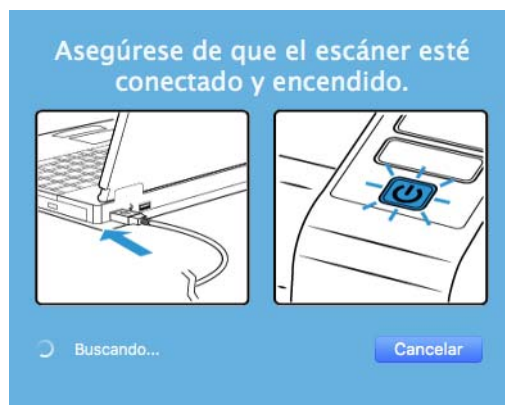 Asegúrese de que el escáner esté
conectado y encendido.
Buscando...
Cancelar